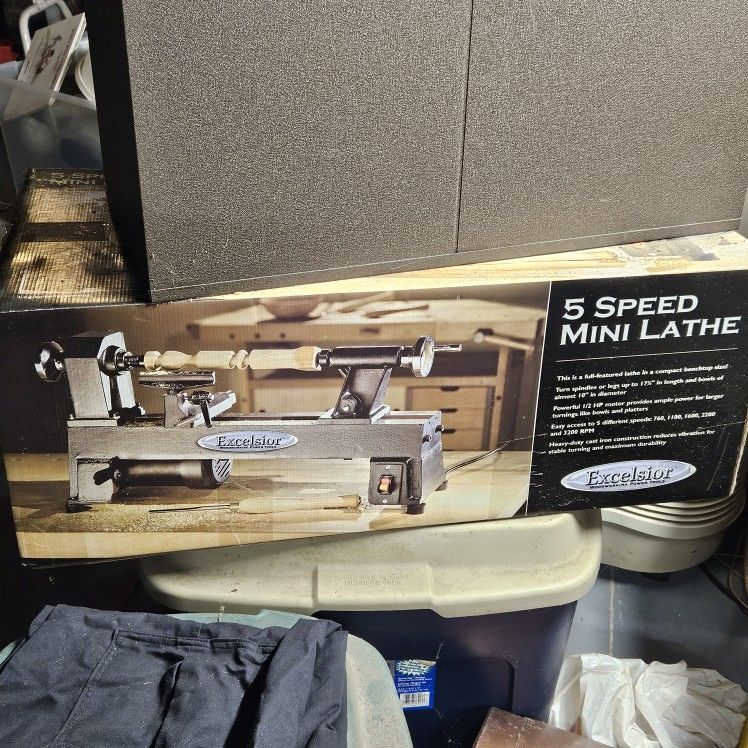 5 SPEED
MINI LATHE
This is a full-featured lathe in a compact benchtop size!
Turn spindles or legs up to 17¾" in length and bowls of
almost 10" in diameter
Powerful 1/2 HP motor provides ample power for larger
turnings like bowls and platters
Easy access to 5 different speeds: 760, 1100, 1600, 2200
and 3200 RPM
Heavy-duty cast iron construction reduces vibration for
stable turning and maximum durability
Excelsior
WOODWORKING POWER TOOLS
Excelsior